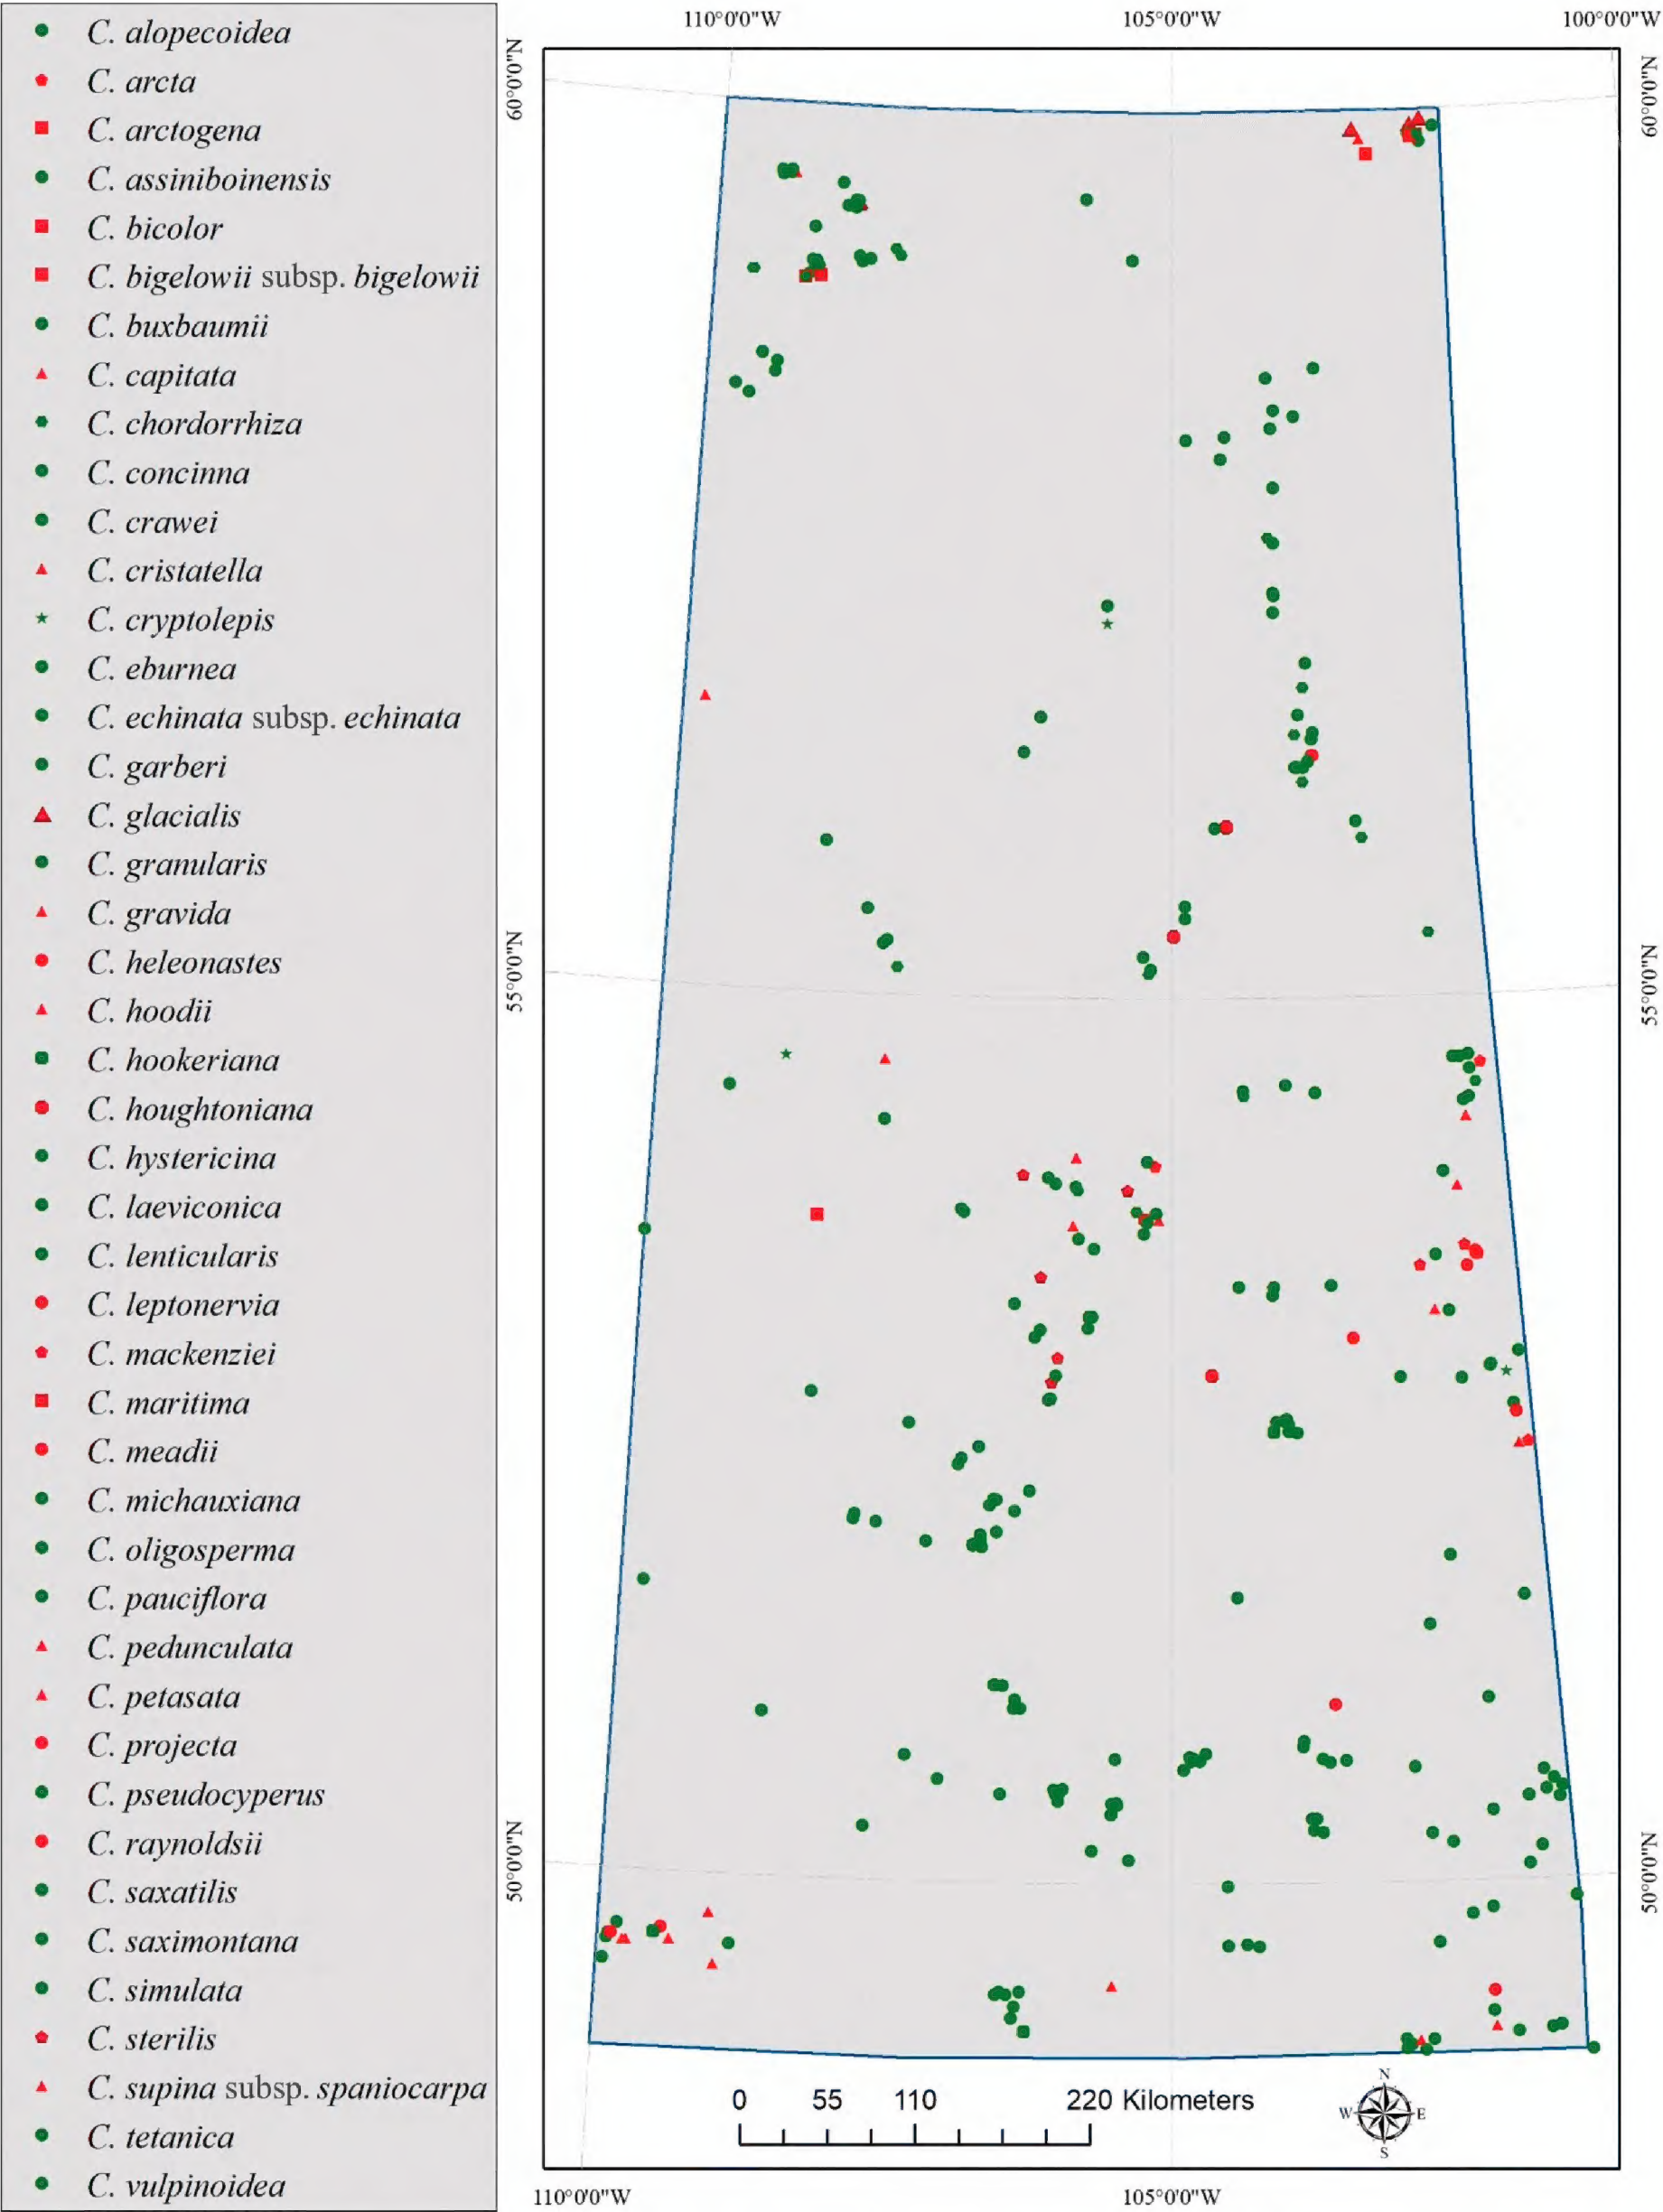 C. alopecoidea
C. arcta
C. arctogena
C. assiniboinensis
C. bicolor
C. bigelowii subsp. bigelowii
C. buxbaumii
C. capitata
C. chordorrhiza
C. concinna
C. crawei
C. cristatella
C. cryptolepis
C. eburnea
C. echinata subsp. echinata
C. garberi
C. glacialis
C. granularis
C. gravida
C. heleonastes
C. hoodii
C. hookeriana
C. houghtoniana
C. hystericina
C. laeviconica
C. lenticularis
C. leptonervia
C. mackenziei
C. maritima
C. meadii
C. michauxiana
C. oligosperma
C. pauciflora
C. pedunculata
C. petasata
C. projecta
C. pseudocyperus
C. raynoldsii
C. saxatilis
C. saximontana
C. simulata
C. sterilis
C. supina subsp. spaniocarpa
C. tetanica
C. vulpinoidea
110°0'0"W 105°0'0"W 100°0'0"W
60°0'0"N
60°0'0"N
55°0'0"N
55°0'0"N
50°0'0"N
50°0'0"N
0 55 110 220 Kilometers
N
W E
S
110°0'0"W 105°0'0"W